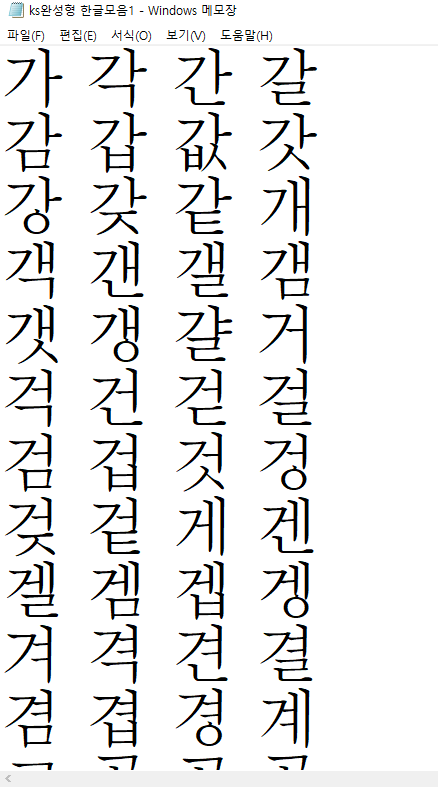 ks완성형 한글모음1 - Windows 메모장
파일(F) 편집(E) 서식(O) 보기(V) 도움말(H)
가 각 간 갈
감 갑 값 갓
강 갖 같 개
객 갠 갤 갬
갯 갱 걀 거
걱 건 걷 걸
검 겁 것 겅
겆 겉 게 겐
겔 겜 겝 겡
겨 격 견 결
겸 겹 경 계